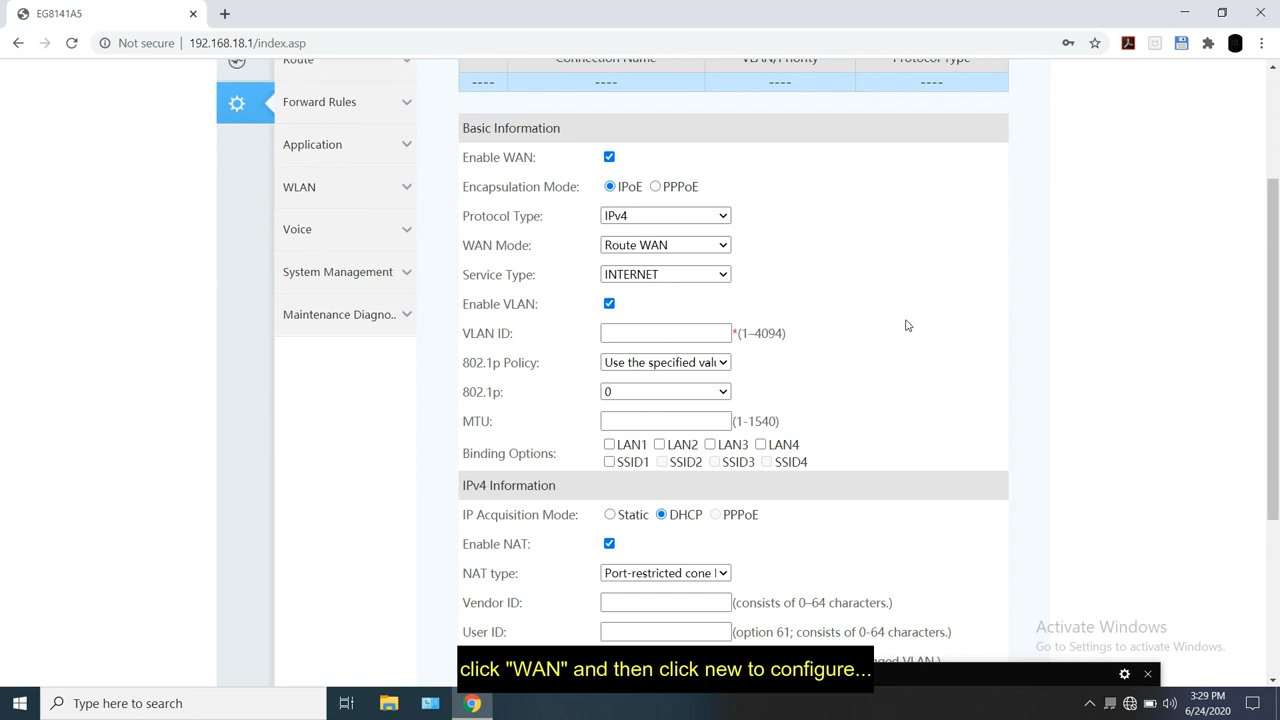 EG8141A5
Not secure | 192.168.18.1/index.asp
Route
Connection Name VLAN/Priority Protocol Type
---- ---- ---- ----
Forward Rules
Application
WLAN
Voice
System Management
Maintenance Diagno..
Basic Information
Enable WAN:
Encapsulation Mode: IPoE PPPoE
Protocol Type: IPv4
WAN Mode: Route WAN
Service Type: INTERNET
Enable VLAN:
VLAN ID: *(1–4094)
802.1p Policy: Use the specified valu
802.1p: 0
MTU: (1-1540)
Binding Options: LAN1 LAN2 LAN3 LAN4
SSID1 SSID2 SSID3 SSID4
IPv4 Information
IP Acquisition Mode: Static DHCP PPPoE
Enable NAT:
NAT type: Port-restricted cone
Vendor ID: (consists of 0–64 characters.)
User ID: (option 61; consists of 0-64 characters.)
VLAN.)
click "WAN" and then click new to configure...
Activate Windows
Go to Settings to activate Windows.
Type here to search
3:29 PM
6/24/2020